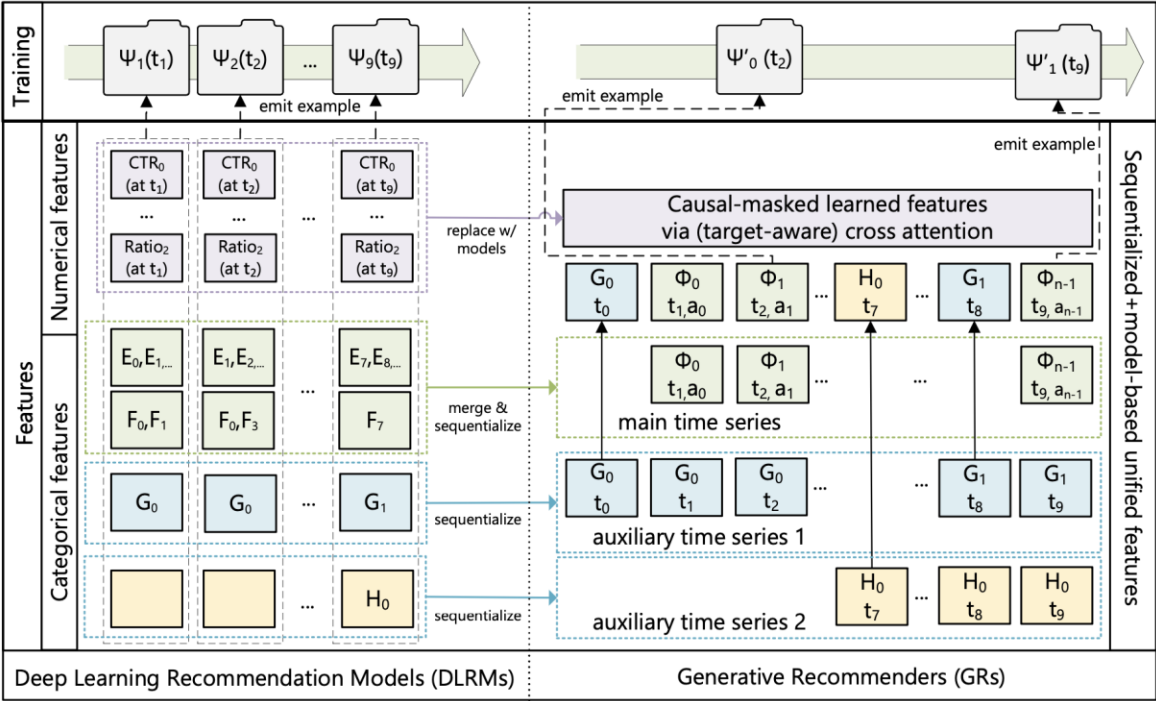 Training
Ψ1(t1)
Ψ2(t2)
...
Ψ9(t9)
emit example
Ψ'0 (t2)
Ψ'1 (t9)
emit example
emit example
Features
Numerical features
CTR0
(at t1)
CTR0
(at t2)
CTR0
(at t9)
...
...
...
...
Ratio2
(at t1)
Ratio2
(at t2)
Ratio2
(at t9)
replace w/
models
Causal-masked learned features
via (target-aware) cross attention
G0
t0
Φ0
t1,a0
Φ1
t2, a1
...
H0
t7
...
G1
t8
Φn-1
t9, an-1
Categorical features
E0,E1,...
E1,E2,...
E7,E8,...
...
F0,F1
F0,F3
F7
merge &
sequentialize
Φ0
t1,a0
Φ1
t2, a1
...
...
Φn-1
t9, an-1
main time series
G0
G0
...
G1
sequentialize
G0
t0
G0
t1
G0
t2
...
...
G1
t8
G1
t9
auxiliary time series 1
...
H0
sequentialize
H0
t7
...
H0
t8
H0
t9
auxiliary time series 2
Sequentialized+model-based unified features
Deep Learning Recommendation Models (DLRMs)
Generative Recommenders (GRs)